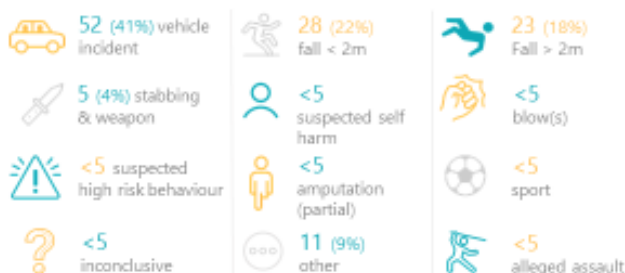 52 (41%) vehicle
incident
28 (22%)
fall < 2m
23 (18%)
Fall > 2m
5 (4%) stabbing
& weapon
<5
suspected self
harm
<5
blow(s)
<5 suspected
high risk behaviour
<5
amputation
(partial)
<5
sport
<5
inconclusive
11 (9%)
other
<5
alleged assault